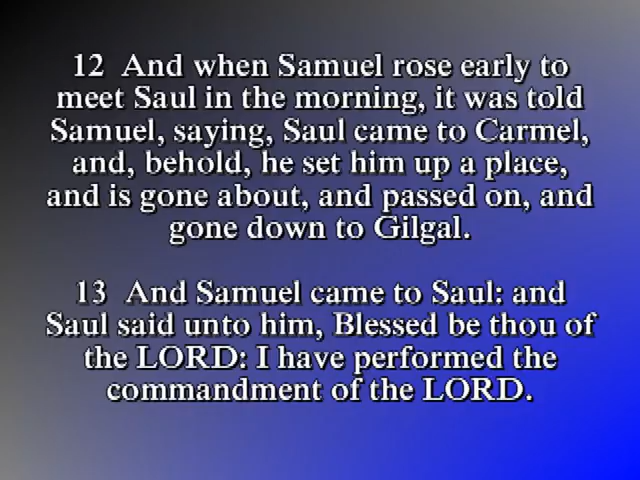 12 And when Samuel rose early to
meet Saul in the morning, it was told
Samuel, saying, Saul came to Carmel,
and, behold, he set him up a place,
and is gone about, and passed on, and
gone down to Gilgal.
13 And Samuel came to Saul: and
Saul said unto him, Blessed be thou of
the LORD: I have performed the
commandment of the LORD.